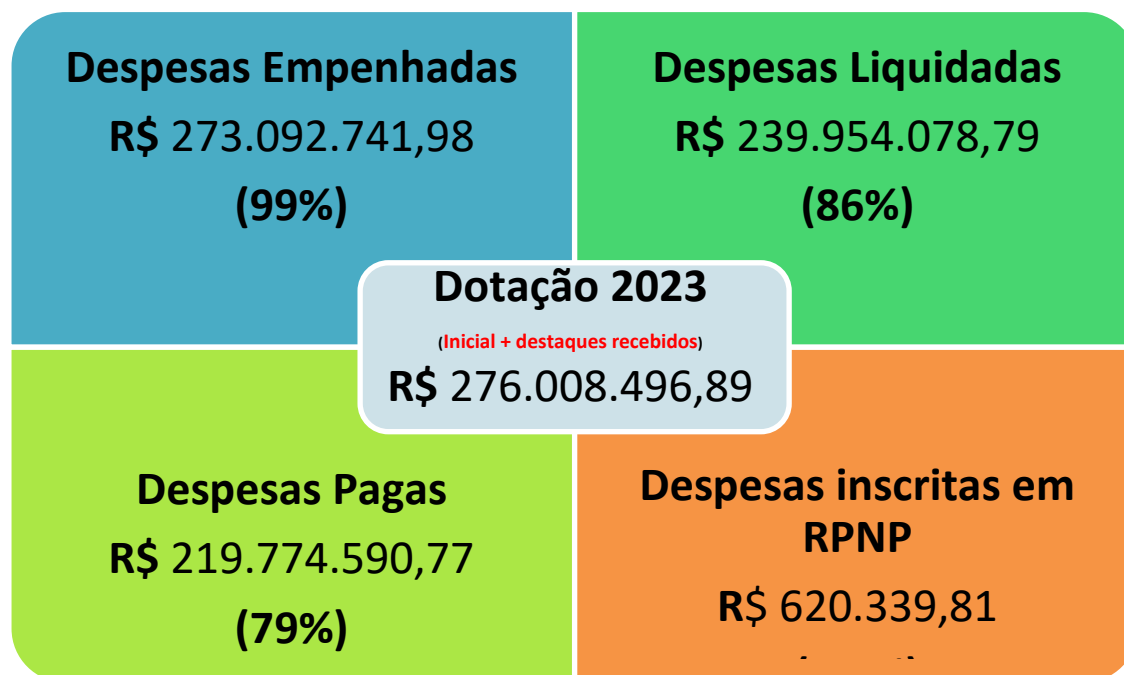 Despesas Empenhadas
R$ 273.092.741,98
(99%)
Despesas Liquidadas
R$ 239.954.078,79
(86%)
Dotação 2023
(Inicial + destaques recebidos)
R$ 276.008.496,89
Despesas Pagas
R$ 219.774.590,77
(79%)
Despesas inscritas em
RPNP
R$ 620.339,81